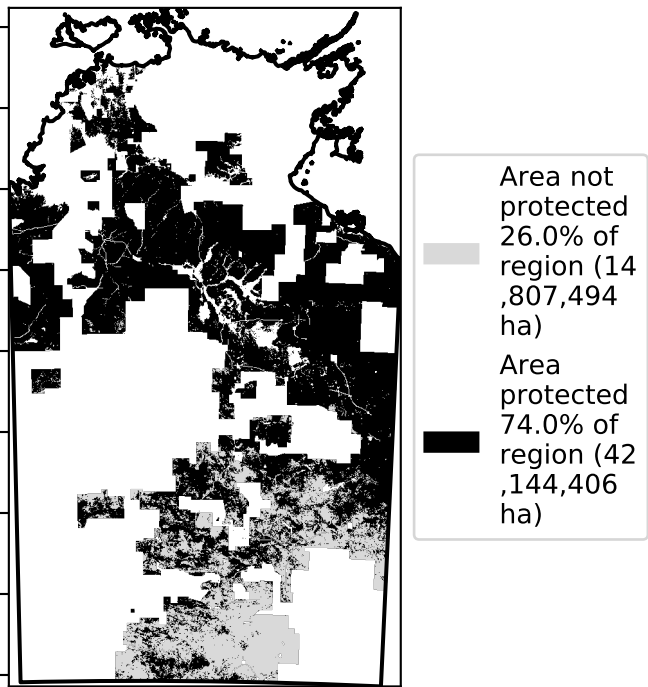 Area not
protected
26.0% of
region (14
,807,494
ha)
Area
protected
74.0% of
region (42
,144,406
ha)